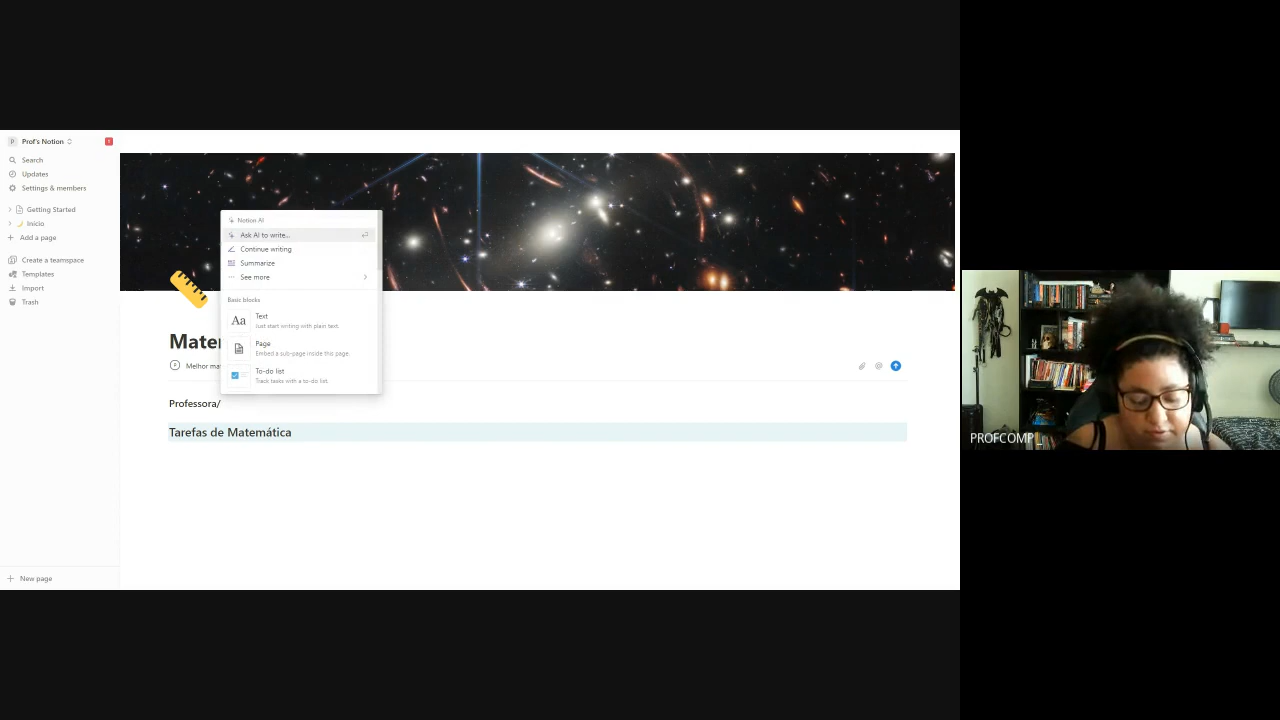 Prof's Notion
Search
Updates
Settings & members
Getting Started
Inicio
Add a page
Create a teamspace
Templates
Import
Trash
New page
Notion AI
Ask AI to write...
Continue writing
Summarize
See more
Basic blocks
Aa
Text
Just start writing with plain text.
Page
Embed a sub-page inside this page.
To-do list
Track tasks with a to-do list.
Mater
Melhor ma
Professora/
Tarefas de Matemática
PROFCOMP _